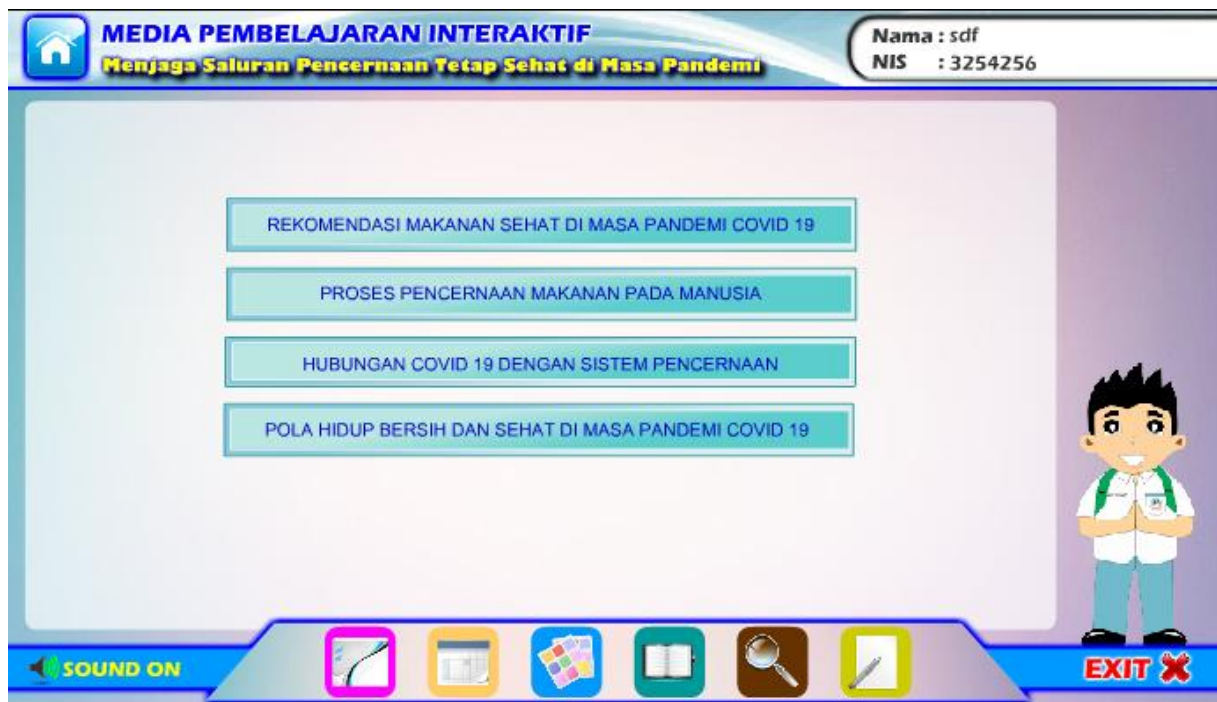 MEDIA PEMBELAJARAN INTERAKTIF
Menjaga Saluran Pencernaan Tetap Sehat di Masa Pandemi
Nama : sdf
NIS : 3254256
REKOMENDASI MAKANAN SEHAT DI MASA PANDEMI COVID 19
PROSES PENCERNAAN MAKANAN PADA MANUSIA
HUBUNGAN COVID 19 DENGAN SISTEM PENCERNAAN
POLA HIDUP BERSIH DAN SEHAT DI MASA PANDEMI COVID 19
SOUND ON
EXIT